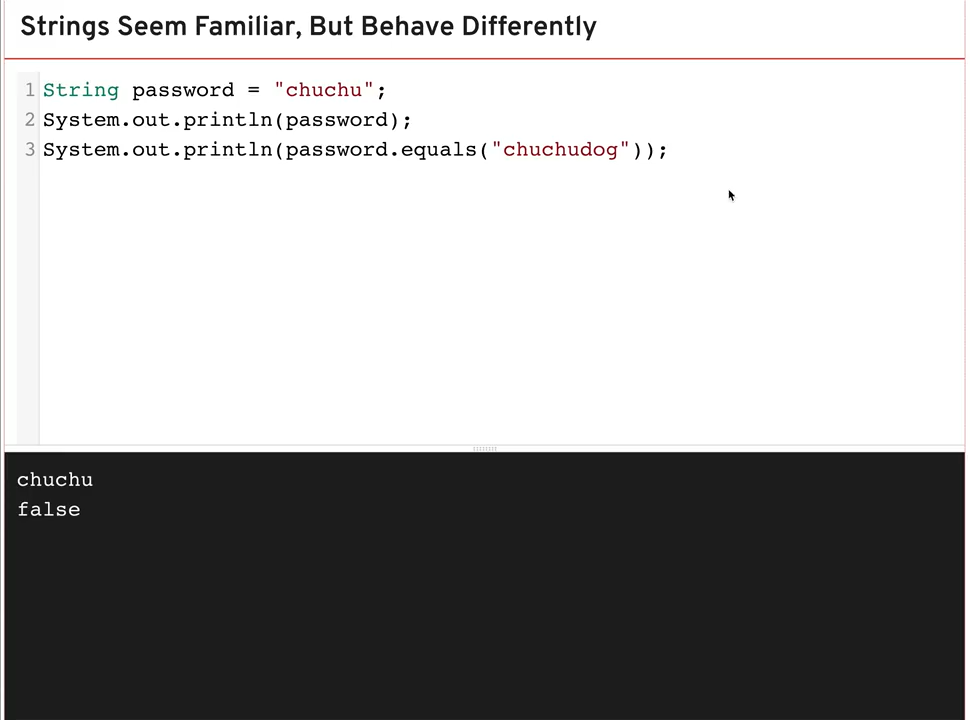 Strings Seem Familiar, But Behave Differently
1 String password = "chuchu";
2 System.out.println(password);
3 System.out.println(password.equals("chuchudog"));
chuchu
false